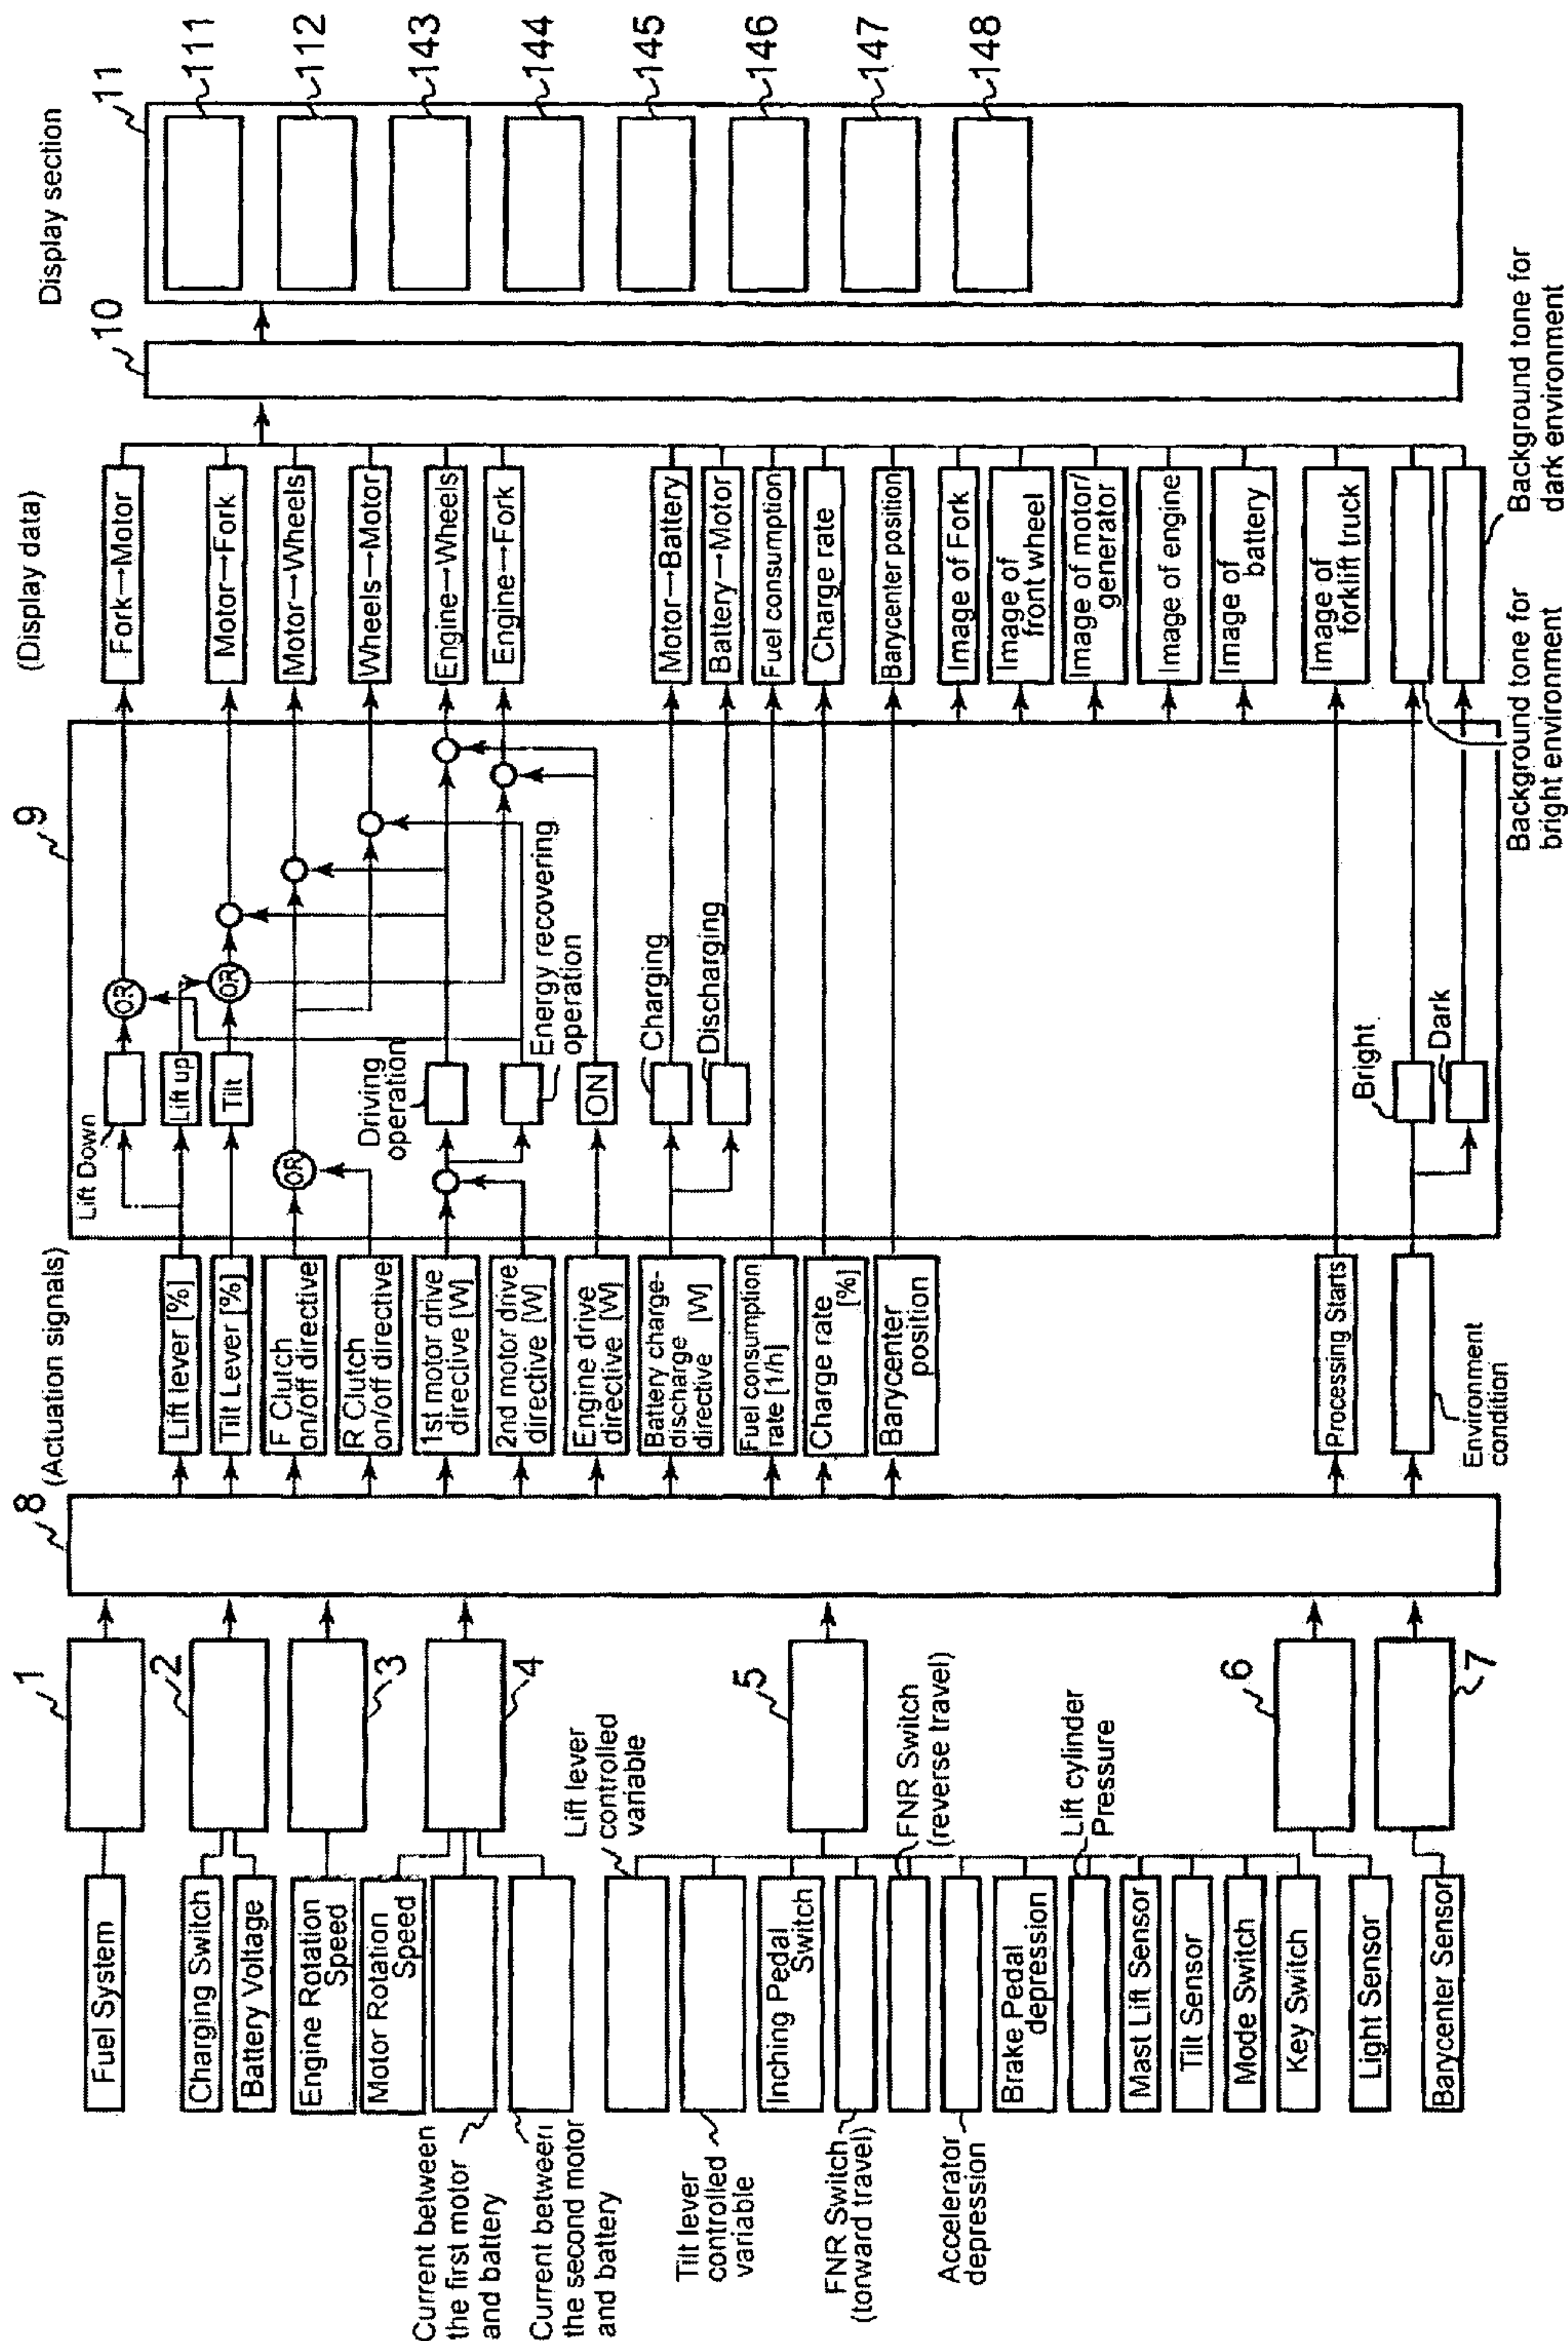 Fuel System
Charging Switch
Battery Voltage
Engine Rotation
Speed
Motor Rotation
Speed
Current between
the first motor
and battery
Current between
the second motor
and battery
Lift lever
controlled
variable
Tilt lever
controlled
variable
Inching Pedal
Switch
FNR Switch
(torward travel)
FNR Switch
(reverse travel)
Accelerator
depression
Brake Pedal
depression
Lift cylinder
Pressure
Mast Lift Sensor
Tilt Sensor
Mode Switch
Key Switch
Light Sensor
Barycenter Sensor
1
2
3
4
5
6
7
8
(Actuation signals)
Lift lever [%]
Tilt Lever [%]
F Clutch
on/off directive
R Clutch
on/off directive
1st motor drive
directive [W]
2nd motor drive
directive [W]
Engine drive
directive [W]
Battery charge-
discharge
directive [W]
Fuel consumption
rate [1/h]
Charge rate
[%]
Barycenter
position
Processing Starts
Environment
condition
9
Lift Down
Lift up
Tilt
OR
OR
OR
Driving
operation
Energy recovering
operation
ON
Charging
Discharging
Bright
Dark
(Display data)
Fork→Motor
Motor→Fork
Motor→Wheels
Wheels→Motor
Engine→Wheels
Engine→Fork
Motor→Battery
Battery→Motor
Fuel consumption
Charge rate
Barycenter position
Image of Fork
Image of
front wheel
Image of motor/
generator
Image of engine
Image of
battery
Image of
forklift truck
Background tone for
bright environment
Background tone for
dark environment
10
Display section
11
111
112
143
144
145
146
147
148